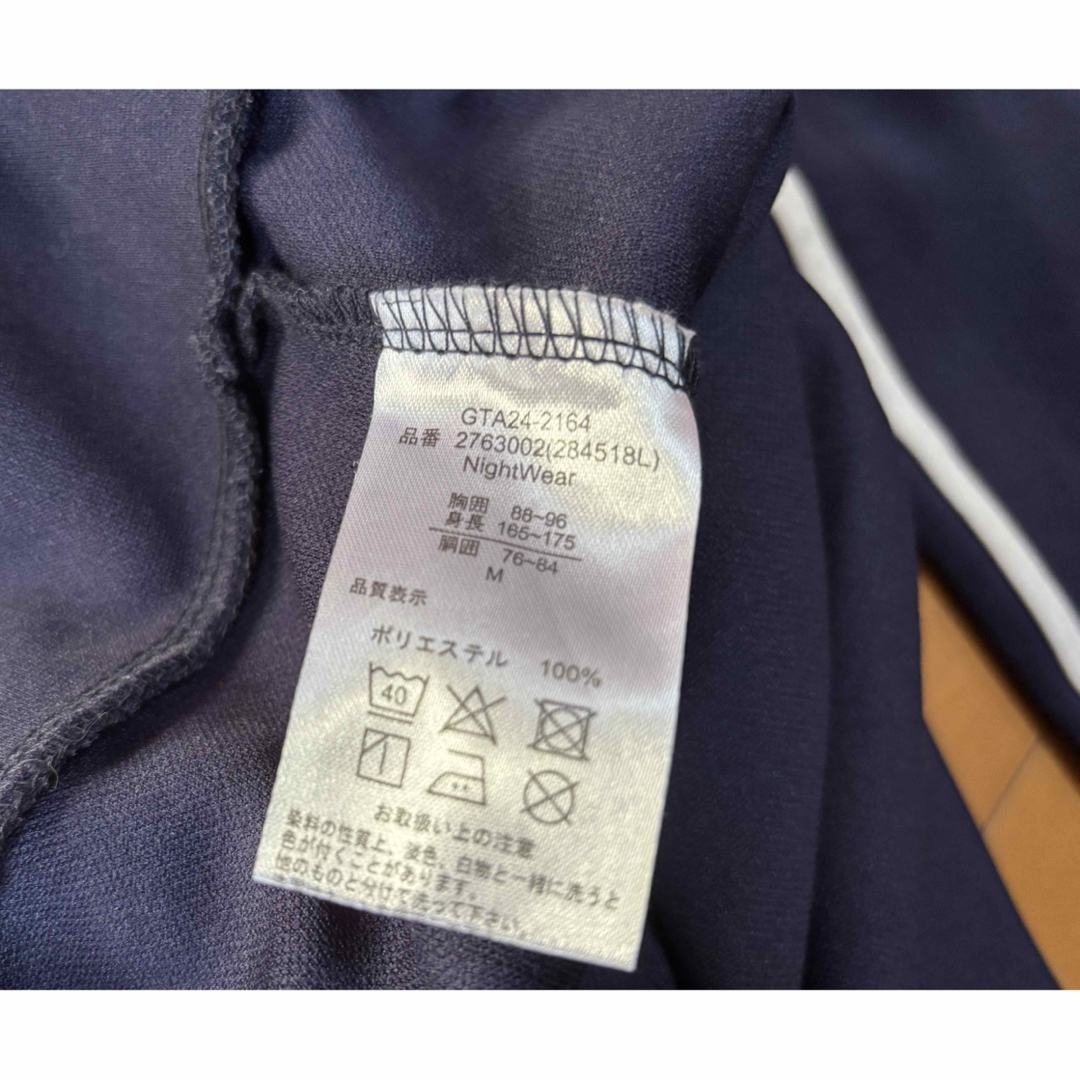 GTA24-2164
品番 2763002(284518L)
NightWear
胸囲 88~96
身長 165~175
胴囲 76~84
M
品質表示
ポリエステル 100%
40
お取扱い上の注意
染料の性質上、淡色、白物と一緒に洗うと
色が付くことがあります。
他のものと分けて洗って下さい。